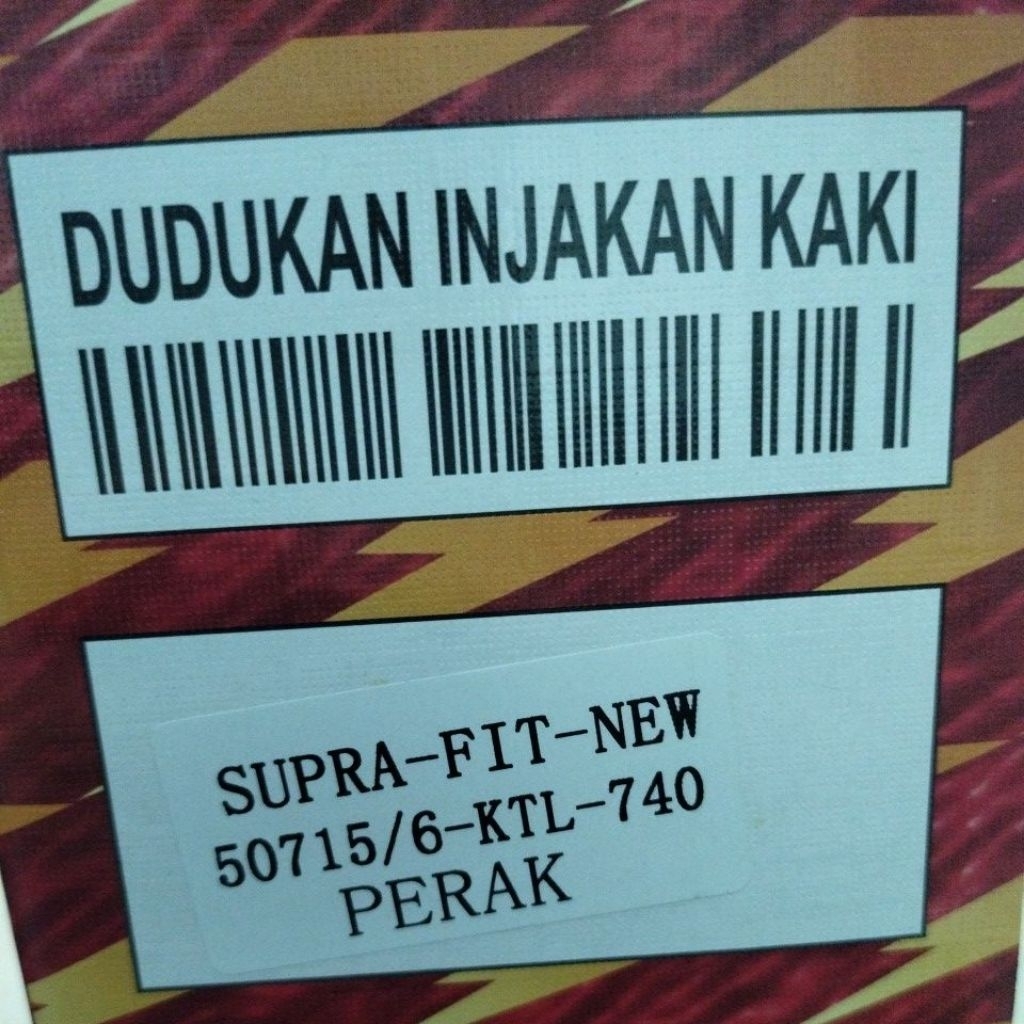 DUDUKAN INJAKAN KAKI
SUPRA-FIT-NEW
50715/6-KTL-740
PERAK